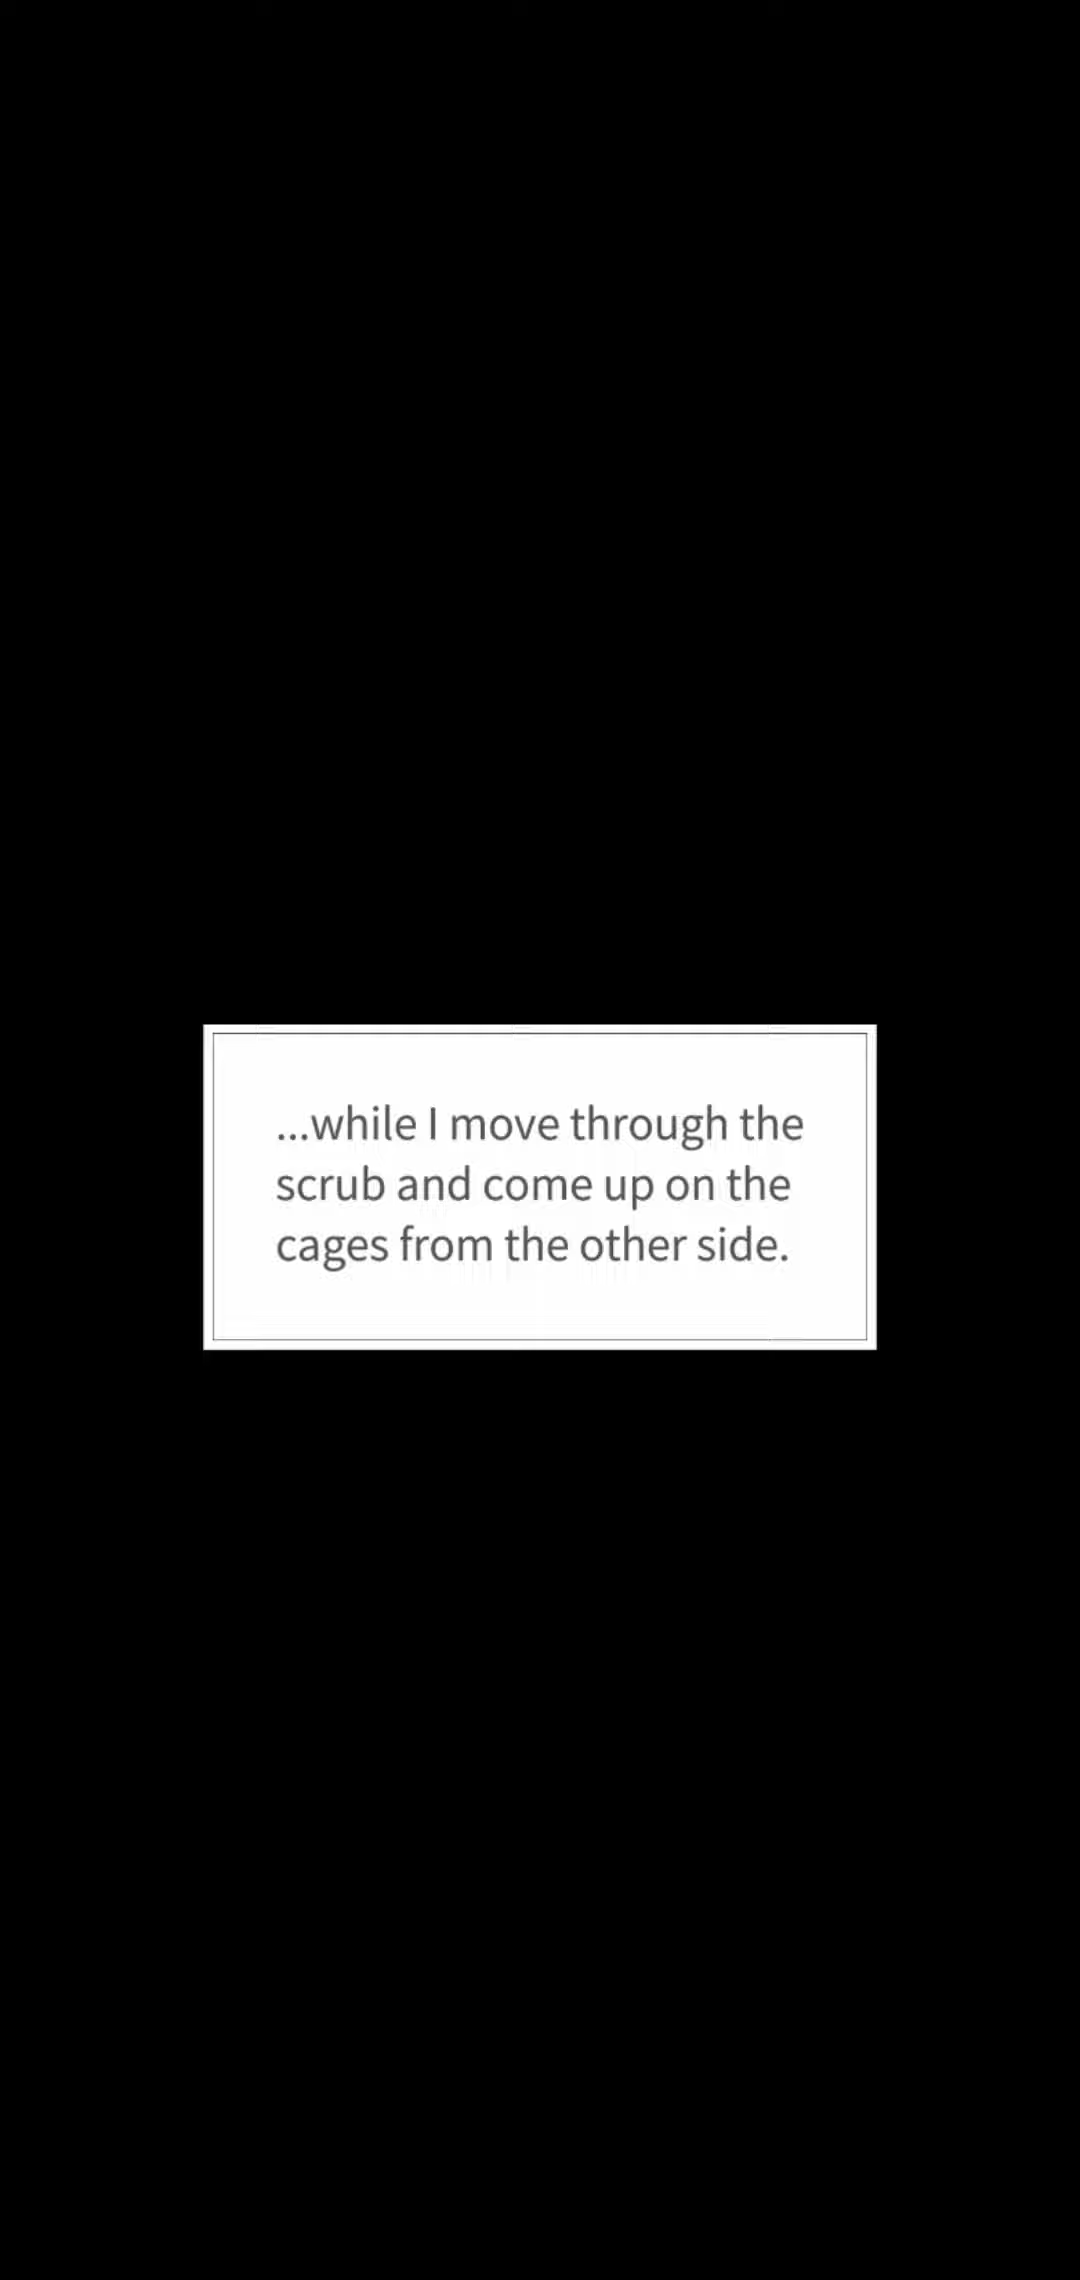 ...while I move through the
scrub and come up on the
cages from the other side.